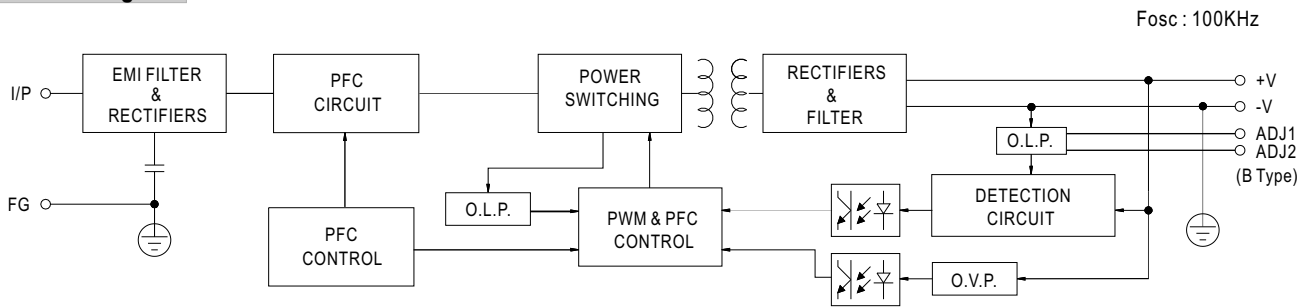 Fosc : 100KHz
I/P
EMI FILTER
&
RECTIFIERS
PFC
CIRCUIT
POWER
SWITCHING
RECTIFIERS
&
FILTER
+V
-V
ADJ1
ADJ2
(B Type)
O.L.P.
FG
O.L.P.
PFC
CONTROL
PWM & PFC
CONTROL
DETECTION
CIRCUIT
O.V.P.